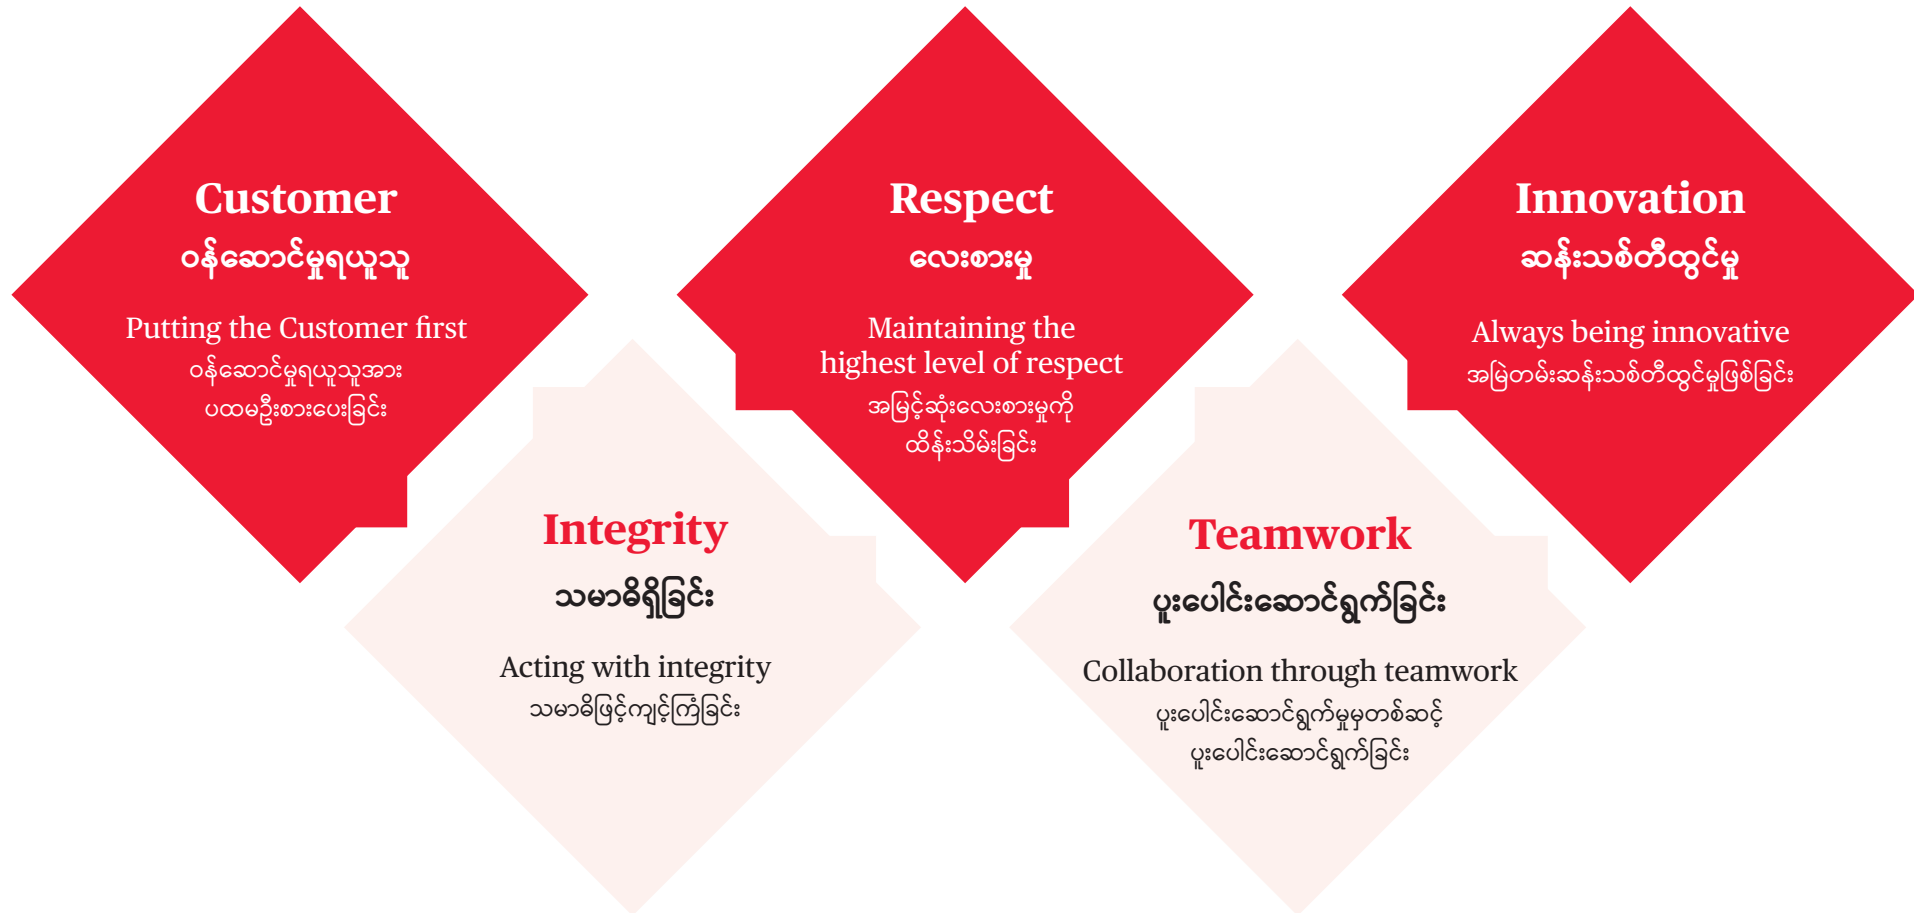 Customer
ဝန်ဆောင်မှုရယူသူ
Putting the Customer first
ဝန်ဆောင်မှုရယူသူအား
ပထမဦးစားပေးခြင်း
Integrity
သမာဓိရှိခြင်း
Acting with integrity
သမာဓိဖြင့်ကျင့်ကြံခြင်း
Respect
လေးစားမှု
Maintaining the
highest level of respect
အမြင့်ဆုံးလေးစားမှုကို
ထိန်းသိမ်းခြင်း
Teamwork
ပူးပေါင်းဆောင်ရွက်ခြင်း
Collaboration through teamwork
ပူးပေါင်းဆောင်ရွက်မှုမှတစ်ဆင့်
ပူးပေါင်းဆောင်ရွက်ခြင်း
Innovation
ဆန်းသစ်တီထွင်မှု
Always being innovative
အမြဲတမ်းဆန်းသစ်တီထွင်မှုဖြစ်ခြင်း